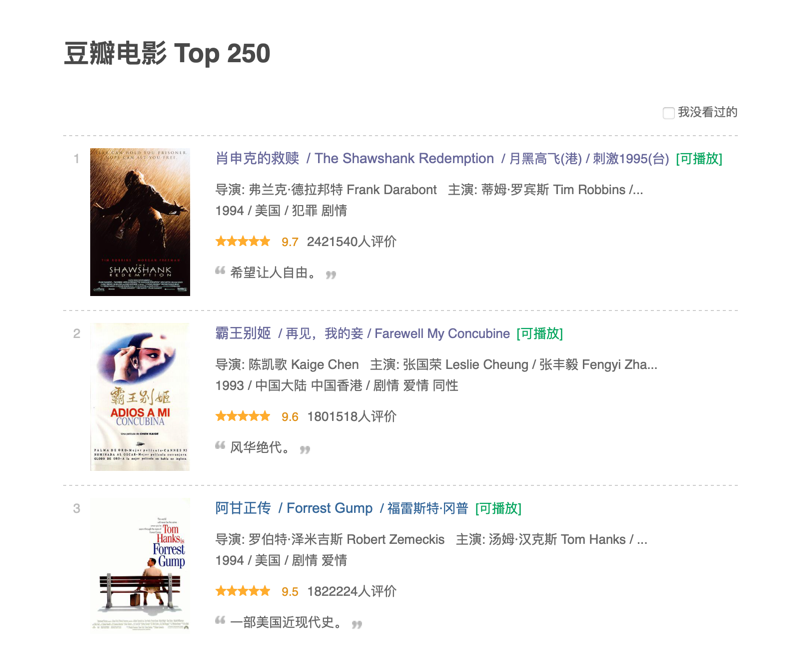 豆瓣电影 Top 250
我没看过的
1
肖申克的救赎 / The Shawshank Redemption / 月黑高飞(港) / 刺激1995(台) [可播放]
导演: 弗兰克·德拉邦特 Frank Darabont 主演: 蒂姆·罗宾斯 Tim Robbins /...
1994 / 美国 / 犯罪 剧情
★★★★★ 9.7 2421540人评价
“ 希望让人自由。 ”
THE
SHAWSHANK
REDEMPTION
2
霸王别姬 / 再见，我的妾 / Farewell My Concubine [可播放]
导演: 陈凯歌 Kaige Chen 主演: 张国荣 Leslie Cheung / 张丰毅 Fengyi Zha...
1993 / 中国大陆 中国香港 / 剧情 爱情 同性
★★★★★ 9.6 1801518人评价
“ 风华绝代。 ”
霸王别姬
ADIOS A MI
CONCUBINA
3
阿甘正传 / Forrest Gump / 福雷斯特·冈普 [可播放]
导演: 罗伯特·泽米吉斯 Robert Zemeckis 主演: 汤姆·汉克斯 Tom Hanks / ...
1994 / 美国 / 剧情 爱情
★★★★★ 9.5 1822224人评价
“ 一部美国近现代史。 ”
Tom
Hanks
Forrest
Gump